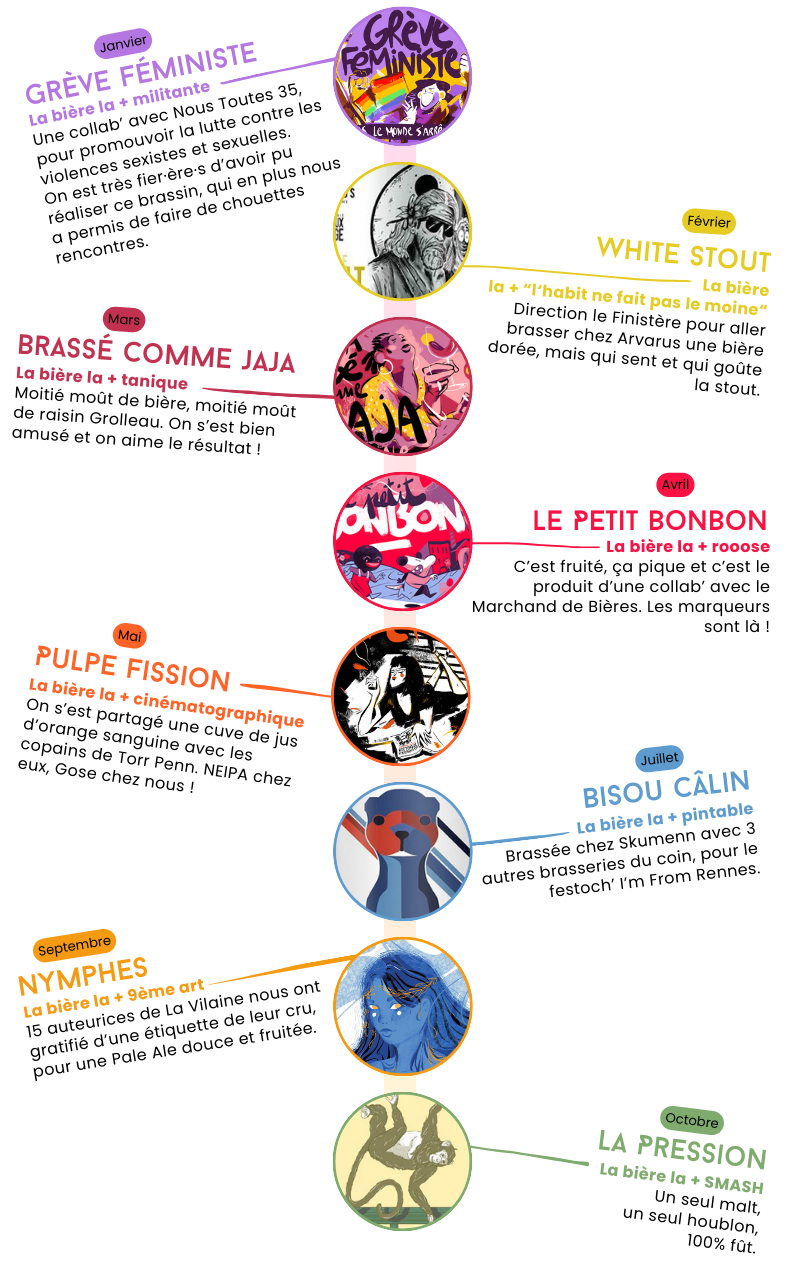 Janvier
GRÈVE FÉMINISTE
La bière la + militante
Une collab’ avec Nous Toutes 35,
pour promouvoir la lutte contre les
violences sexistes et sexuelles.
On est très fier·ère·s d’avoir pu
réaliser ce brassin, qui en plus nous
a permis de faire de chouettes
rencontres.
GRÈVE
FÉMINISTE
LE MONDE S'ARRÊ
Février
WHITE STOUT
La bière
la + “l’habit ne fait pas le moine“
Direction le Finistère pour aller
brasser chez Arvarus une bière
dorée, mais qui sent et qui goûte
la stout.
Mars
BRASSÉ COMME JAJA
La bière la + tanique
Moitié moût de bière, moitié moût
de raisin Grolleau. On s’est bien
amusé et on aime le résultat !
AJA
Avril
LE PETIT BONBON
La bière la + rooose
C’est fruité, ça pique et c’est le
produit d’une collab’ avec le
Marchand de Bières. Les marqueurs
sont là !
petit
ONBON
Mai
PULPE FISSION
La bière la + cinématographique
On s’est partagé une cuve de jus
d’orange sanguine avec les
copains de Torr Penn. NEIPA chez
eux, Gose chez nous !
Juillet
BISOU CÂLIN
La bière la + pintable
Brassée chez Skumenn avec 3
autres brasseries du coin, pour le
festoch’ I’m From Rennes.
Septembre
NYMPHES
La bière la + 9ème art
15 auteurices de La Vilaine nous ont
gratifié d’une étiquette de leur cru,
pour une Pale Ale douce et fruitée.
Octobre
LA PRESSION
La bière la + SMASH
Un seul malt,
un seul houblon,
100% fût.